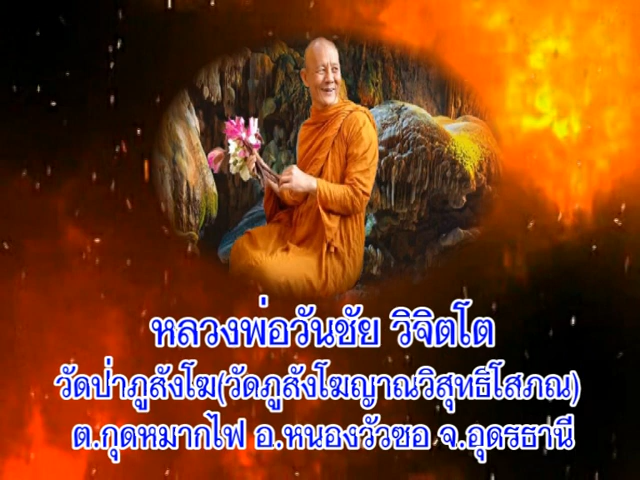 หลวงพ่อวันชัย วิจิตโต
วัดป่าภูสังโฆ(วัดภูสังโฆญาณวิสุทธิโสภณ)
ต.กุดหมากไฟ อ.หนองวัวซอ จ.อุดรธานี